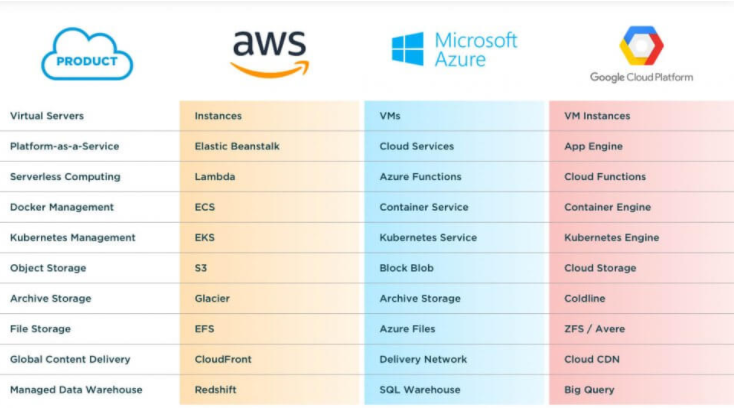 PRODUCT
aws
Microsoft
Azure
Google Cloud Platform
Virtual Servers Instances VMs VM Instances
Platform-as-a-Service Elastic Beanstalk Cloud Services App Engine
Serverless Computing Lambda Azure Functions Cloud Functions
Docker Management ECS Container Service Container Engine
Kubernetes Management EKS Kubernetes Service Kubernetes Engine
Object Storage S3 Block Blob Cloud Storage
Archive Storage Glacier Archive Storage Coldline
File Storage EFS Azure Files ZFS / Avere
Global Content Delivery CloudFront Delivery Network Cloud CDN
Managed Data Warehouse Redshift SQL Warehouse Big Query